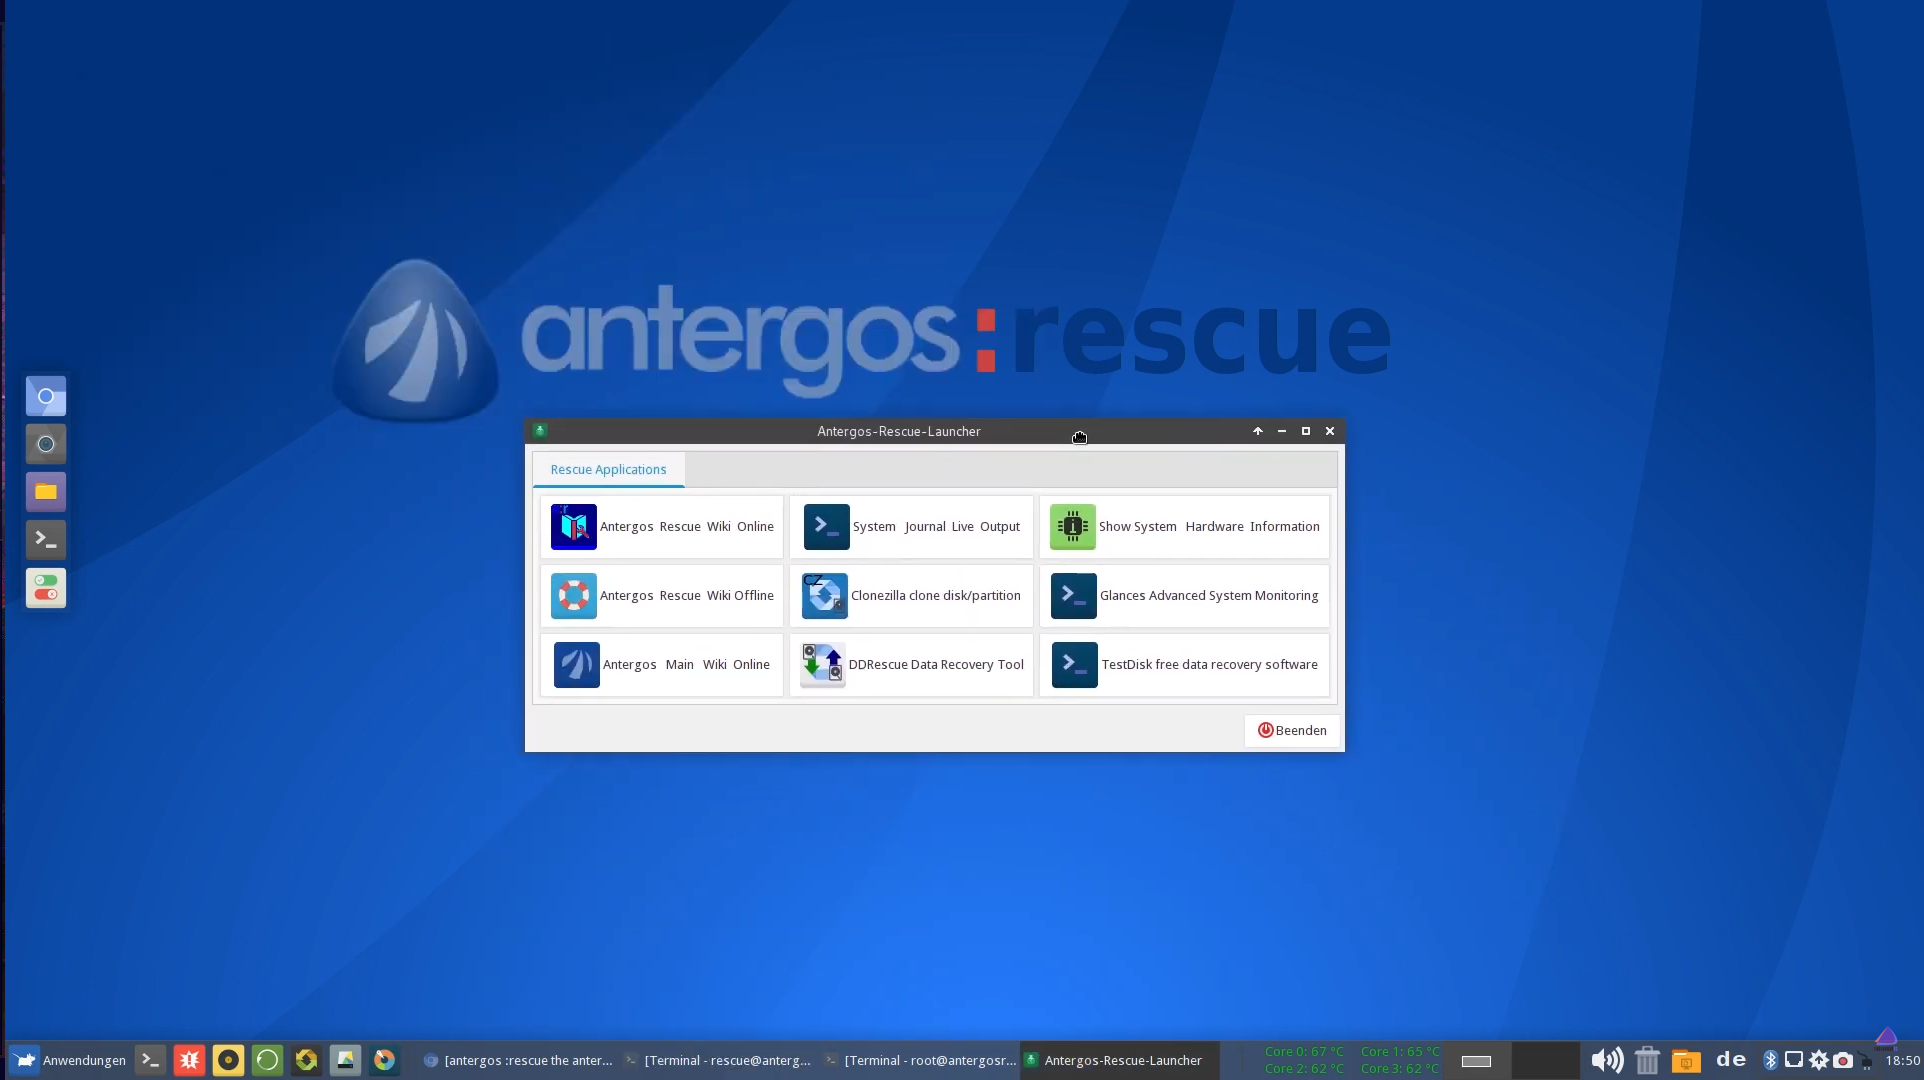 antergos:rescue
Antergos-Rescue-Launcher
Rescue Applications
Antergos Rescue Wiki Online
System Journal Live Output
Show System Hardware Information
Antergos Rescue Wiki Offline
CZ
Clonezilla clone disk/partition
Glances Advanced System Monitoring
Antergos Main Wiki Online
DDRescue Data Recovery Tool
TestDisk free data recovery software
Beenden
Anwendungen
[antergos :rescue the anter...
[Terminal - rescue@anterg...
[Terminal - root@antergosr...
Antergos-Rescue-Launcher
Core 0: 67 °C
Core 1: 65 °C
Core 2: 62 °C
Core 3: 62 °C
de
18:50